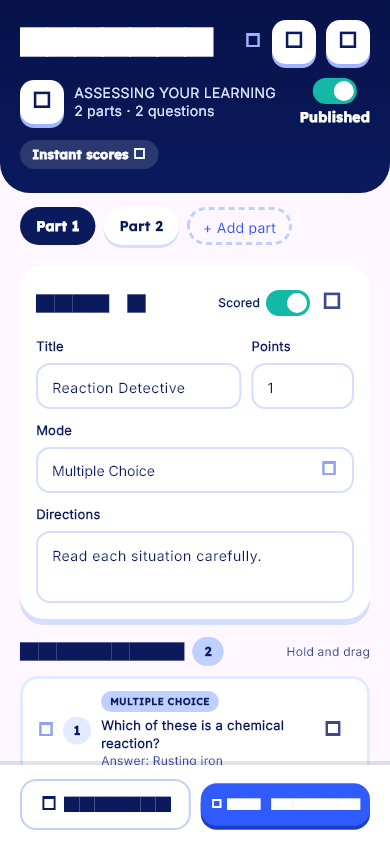 ASSESSING YOUR LEARNING
2 parts · 2 questions
Published
Instant scores
Part 1
Part 2
+ Add part
Scored
Title
Points
Reaction Detective
1
Mode
Multiple Choice
Directions
Read each situation carefully.
2
Hold and drag
MULTIPLE CHOICE
1
Which of these is a chemical
reaction?
Answer: Rusting iron